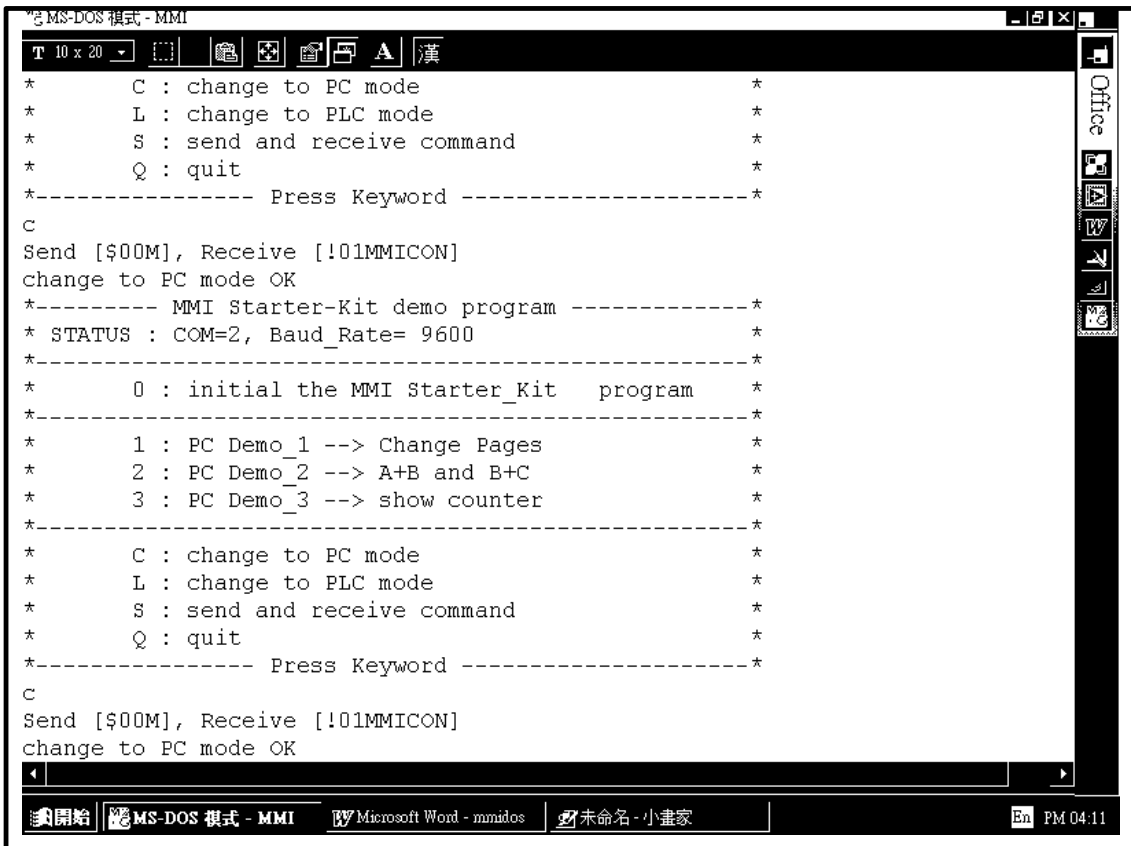 MS-DOS 模式 - MMI
T 10 x 20 A 漢
* C : change to PC mode *
* L : change to PLC mode *
* S : send and receive command *
* Q : quit *
*---------------- Press Keyword ---------------------*
c
Send [$00M], Receive [!01MMICON]
change to PC mode OK
*--------- MMI Starter-Kit demo program -------------*
* STATUS : COM=2, Baud_Rate= 9600 *
*----------------------------------------------------*
* 0 : initial the MMI Starter_Kit program *
*----------------------------------------------------*
* 1 : PC Demo_1 --> Change Pages *
* 2 : PC Demo_2 --> A+B and B+C *
* 3 : PC Demo_3 --> show counter *
*----------------------------------------------------*
* C : change to PC mode *
* L : change to PLC mode *
* S : send and receive command *
* Q : quit *
*---------------- Press Keyword ---------------------*
c
Send [$00M], Receive [!01MMICON]
change to PC mode OK
Office
開始 MS-DOS 模式 - MMI Microsoft Word - mmidos 未命名 - 小畫家 En PM 04:11